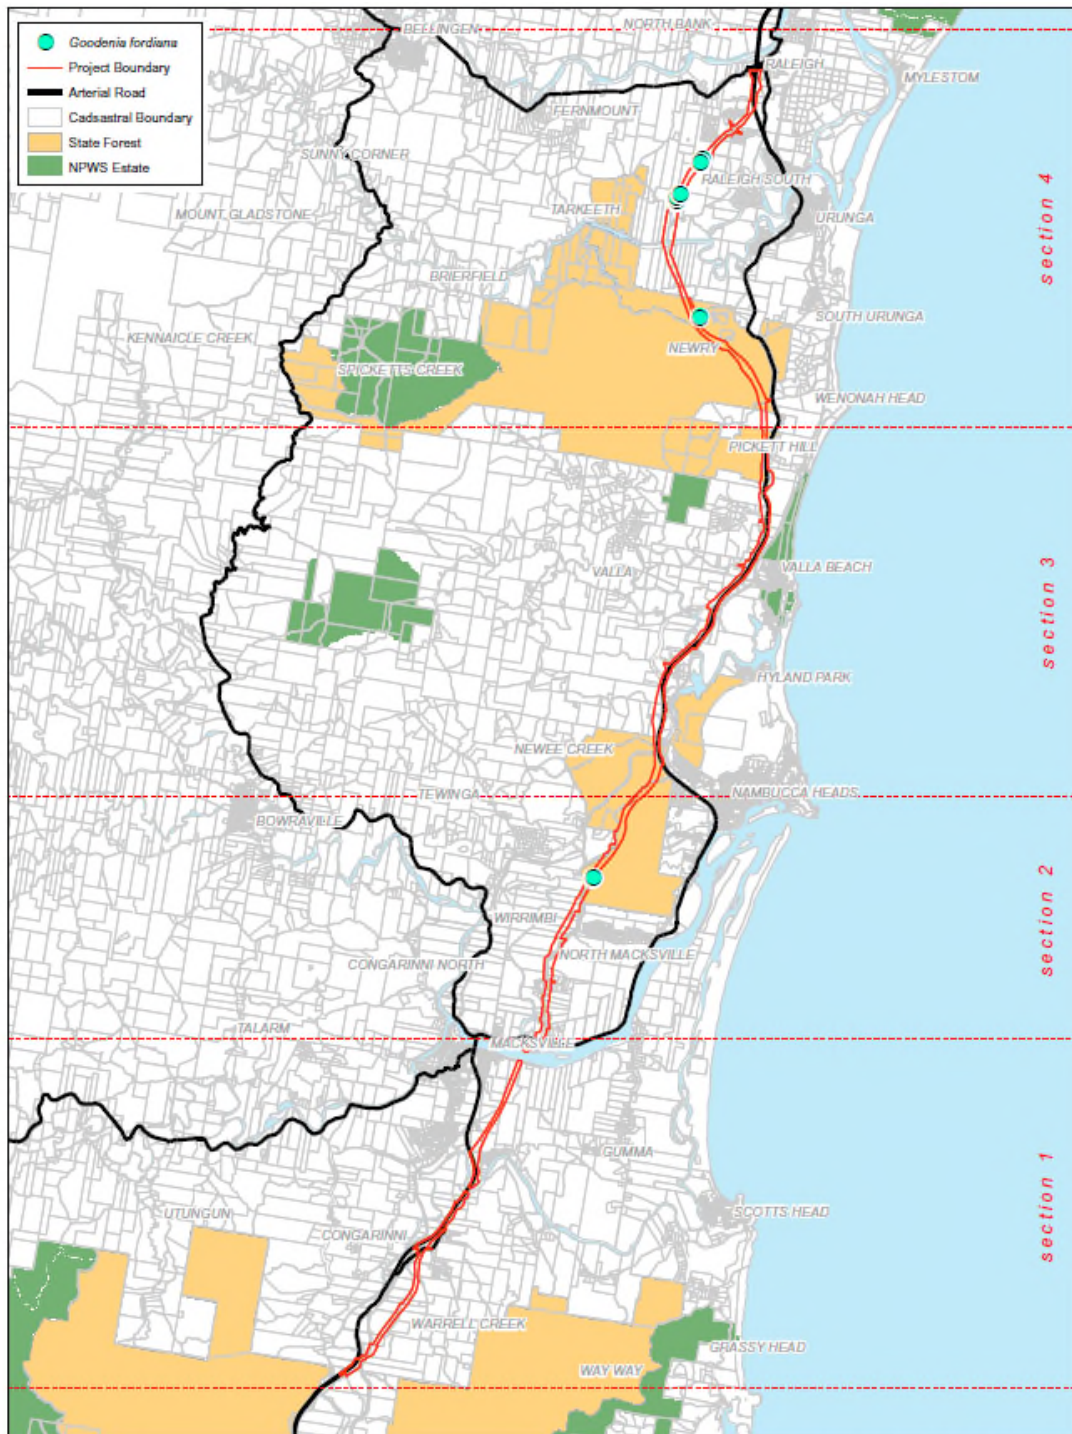 Goodenia fordiana
Project Boundary
Arterial Road
Cadsastral Boundary
State Forest
NPWS Estate
BELLINGEN
NORTH BANK
RALEIGH
MYLESTOM
FERNMOUNT
SUNNY CORNER
RALEIGH SOUTH
MOUNT GLADSTONE
TARKEETH
URUNGA
section 4
BRIERFIELD
SOUTH URUNGA
KENNAICLE CREEK
NEWRY
SPICKETTS CREEK
WENONAH HEAD
PICKETT HILL
VALLA
VALLA BEACH
section 3
HYLAND PARK
NEWEE CREEK
TEWINGA
NAMBUCCA HEADS
BOWRAVILLE
WIRRIMBI
section 2
NORTH MACKSVILLE
CONGARINNI NORTH
TALARM
MACKSVILLE
GUMMA
section 1
UTUNGUN
SCOTTS HEAD
CONGARINNI
WARRELL CREEK
GRASSY HEAD
WAY WAY